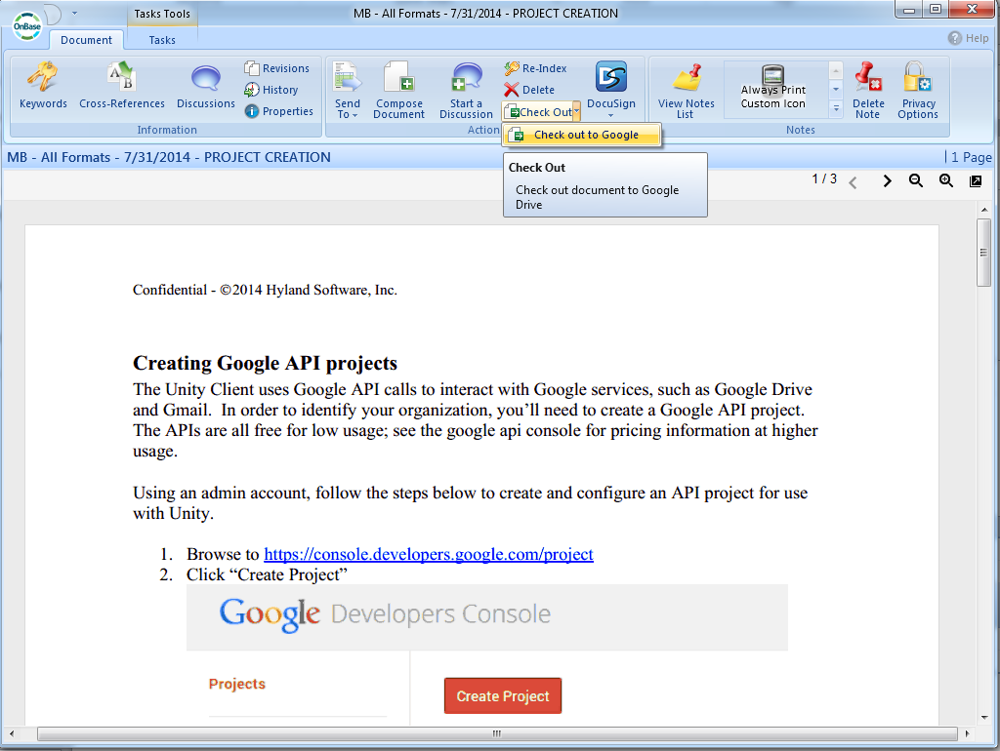 OnBase
Tasks Tools
MB - All Formats - 7/31/2014 - PROJECT CREATION
Document
Tasks
Help
Keywords
Cross-References
Discussions
Revisions
History
Properties
Information
Send
To
Compose
Document
Start a
Discussion
Re-Index
Delete
Check Out
DocuSign
Action
View Notes
List
Always Print
Custom Icon
Delete
Note
Privacy
Options
Notes
Check out to Google
MB - All Formats - 7/31/2014 - PROJECT CREATION
1 Page
Check Out
Check out document to Google
Drive
1 / 3
Confidential - ©2014 Hyland Software, Inc.
Creating Google API projects
The Unity Client uses Google API calls to interact with Google services, such as Google Drive
and Gmail.  In order to identify your organization, you’ll need to create a Google API project.
The APIs are all free for low usage; see the google api console for pricing information at higher
usage.
Using an admin account, follow the steps below to create and configure an API project for use
with Unity.
1. Browse to https://console.developers.google.com/project
2. Click “Create Project”
Google Developers Console
Projects
Create Project